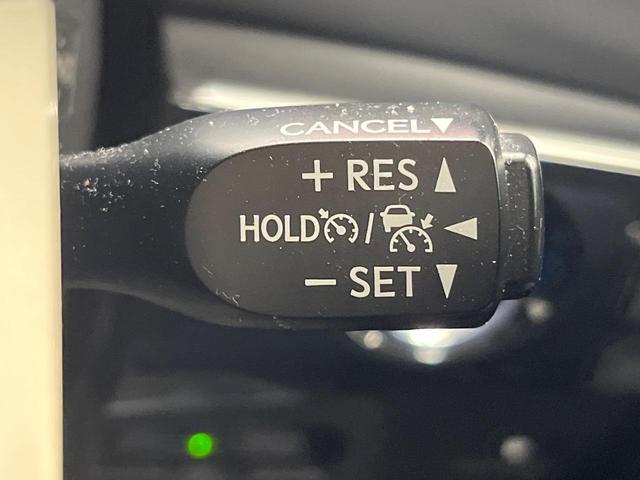 CANCEL▼
+ RES ▲
HOLD / ◀
− SET ▼